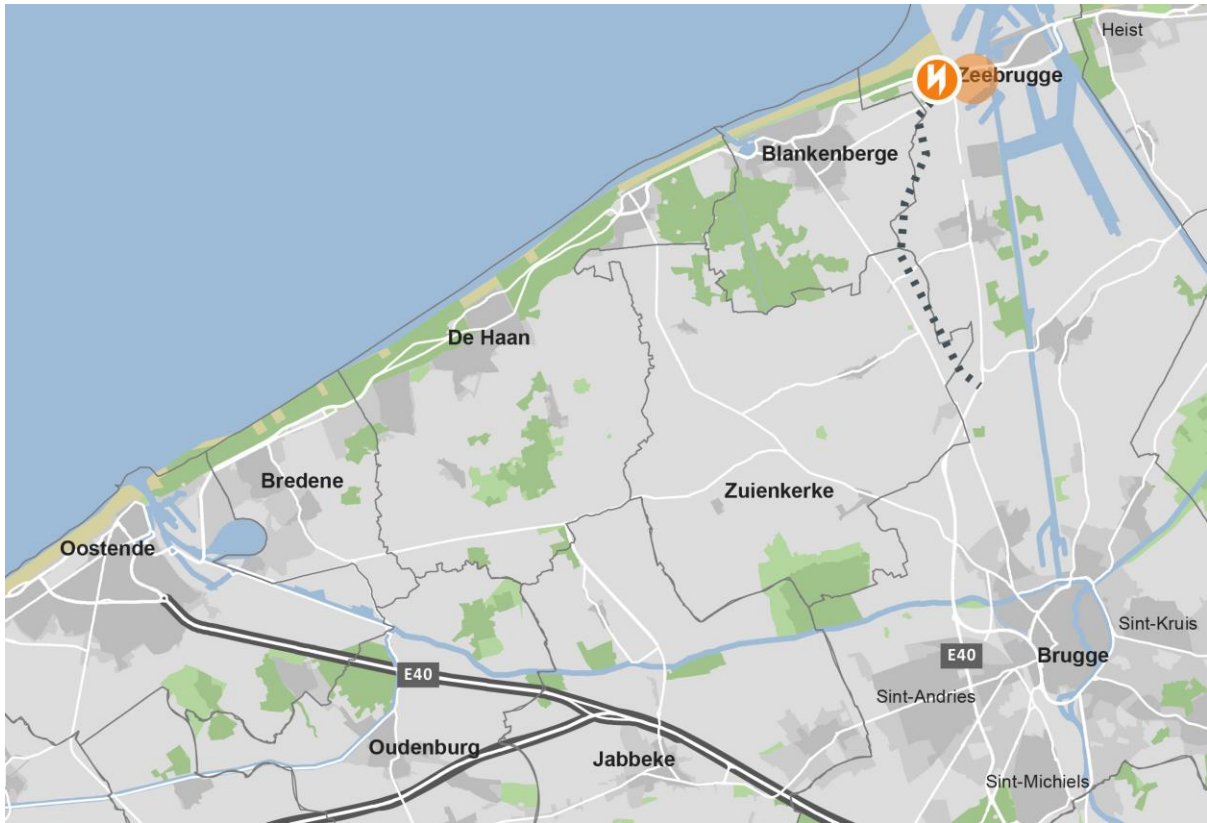 Heist
Zeebrugge
Blankenberge
De Haan
Bredene
Zuienkerke
Oostende
Sint-Kruis
E40
E40
Brugge
Sint-Andries
Oudenburg
Jabbeke
Sint-Michiels